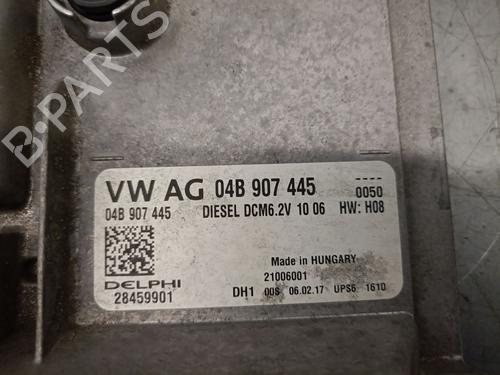 B-PARTS
VW AG 04B 907 445 ----
04B 907 445 DIESEL DCM6.2V 10 06 0050
HW: H08
Made in HUNGARY
DELPHI 21006001
28459901 DH1 00S 06.02.17 UPS6 1610